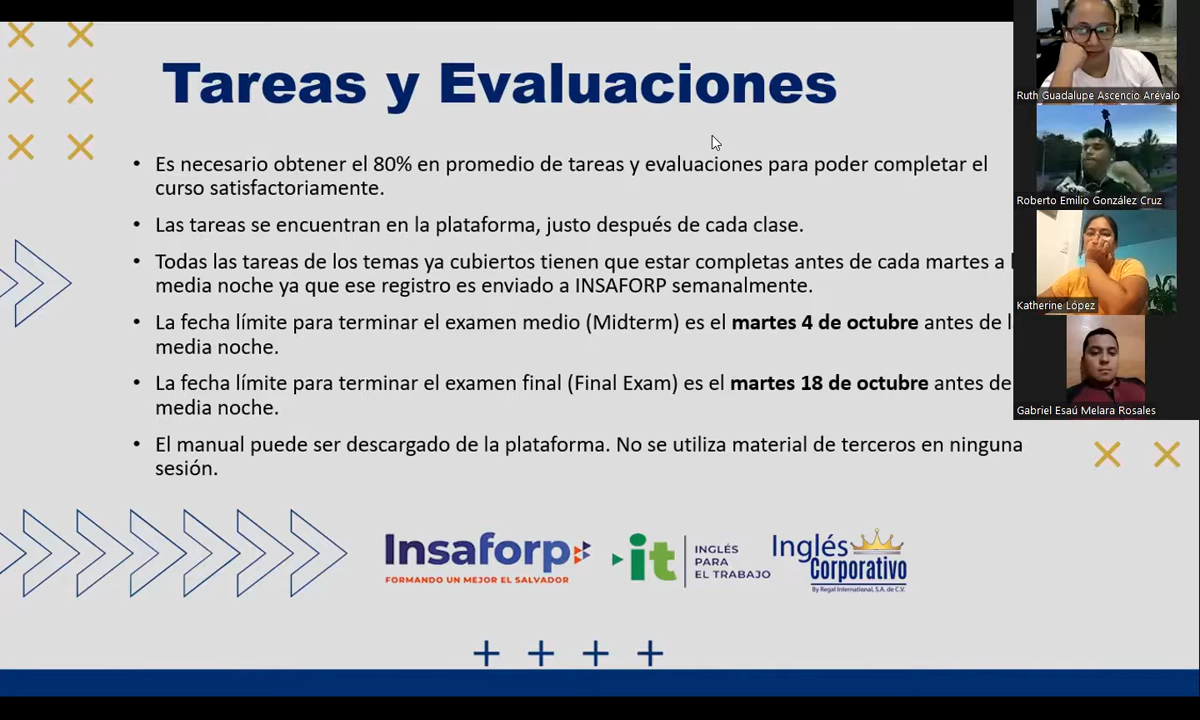 Tareas y Evaluaciones
• Es necesario obtener el 80% en promedio de tareas y evaluaciones para poder completar el
curso satisfactoriamente.
• Las tareas se encuentran en la plataforma, justo después de cada clase.
• Todas las tareas de los temas ya cubiertos tienen que estar completas antes de cada martes a
media noche ya que ese registro es enviado a INSAFORP semanalmente.
• La fecha límite para terminar el examen medio (Midterm) es el martes 4 de octubre antes de
media noche.
• La fecha límite para terminar el examen final (Final Exam) es el martes 18 de octubre antes de
media noche.
• El manual puede ser descargado de la plataforma. No se utiliza material de terceros en ninguna
sesión.
Insaforp
FORMANDO UN MEJOR EL SALVADOR
it
INGLÉS
PARA
EL TRABAJO
Inglés
Corporativo
By Regal International, S.A. de C.V.
Ruth Guadalupe Ascencio Arévalo
Roberto Emilio González Cruz
Katherine López
Gabriel Esaú Melara Rosales